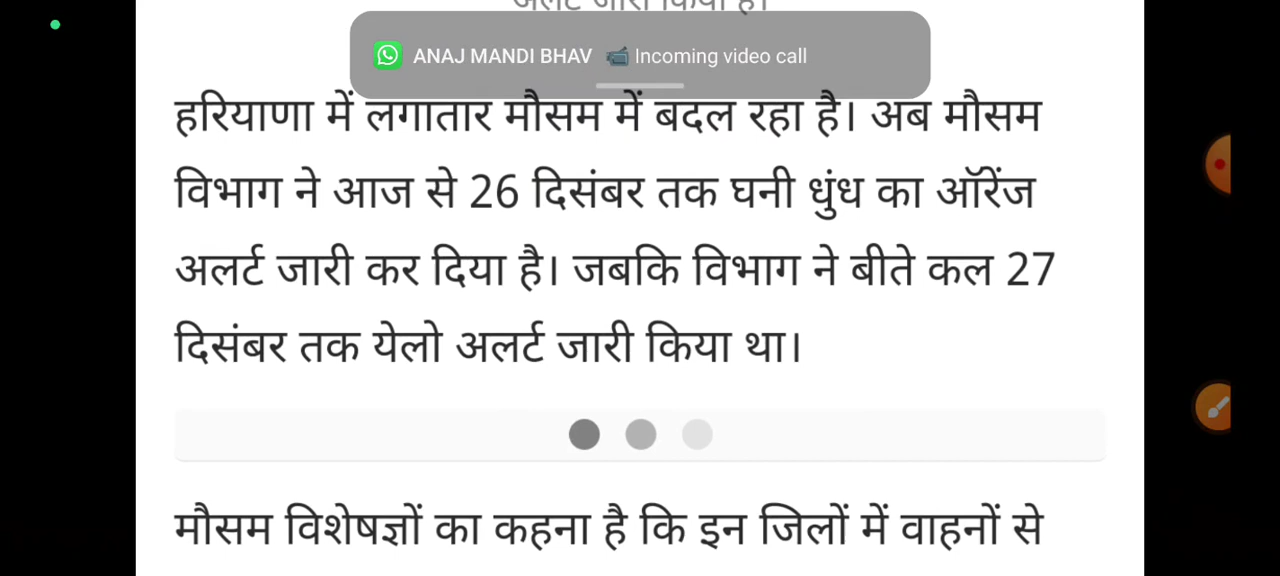 अलर्ट जारी किया है।
ANAJ MANDI BHAV 📹 Incoming video call
हरियाणा में लगातार मौसम में बदल रहा है। अब मौसम
विभाग ने आज से 26 दिसंबर तक घनी धुंध का ऑरेंज
अलर्ट जारी कर दिया है। जबकि विभाग ने बीते कल 27
दिसंबर तक येलो अलर्ट जारी किया था।
मौसम विशेषज्ञों का कहना है कि इन जिलों में वाहनों से